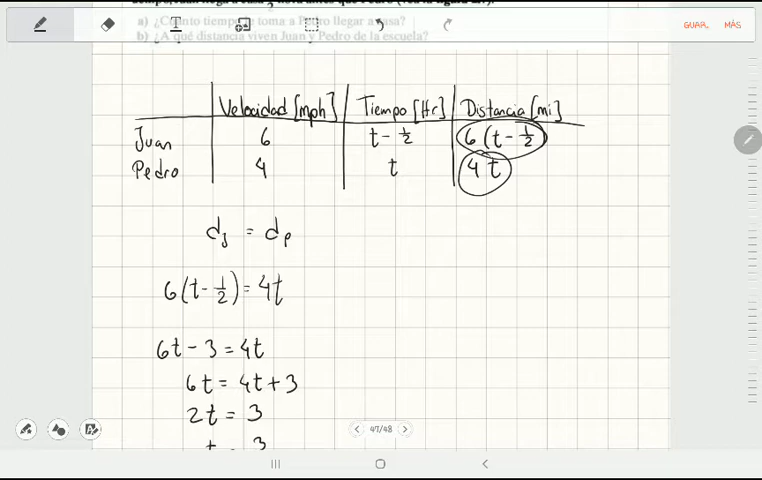 a) ¿Cuánto tiempo le toma a Pedro llegar a casa?
b) ¿A qué distancia viven Juan y Pedro de la escuela?
GUAR. MÁS
Velocidad [mph] Tiempo [Hr] Distancia [mi]
Juan 6 t - 1/2 6 (t - 1/2)
Pedro 4 t 4 t
dJ = dP
6(t - 1/2) = 4t
6t - 3 = 4t
6t = 4t + 3
2t = 3
t 3
47/48